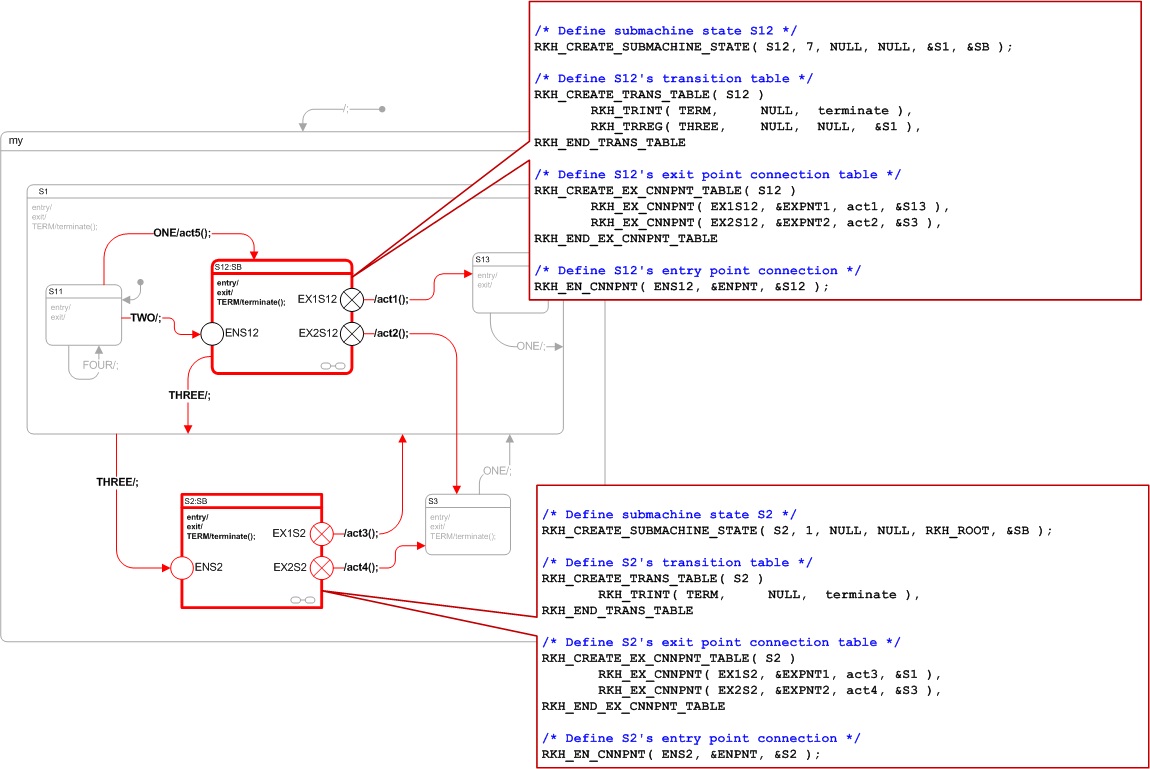 /* Define submachine state S12 */
RKH_CREATE_SUBMACHINE_STATE( S12, 7, NULL, NULL, &S1, &SB );
/* Define S12's transition table */
RKH_CREATE_TRANS_TABLE( S12 )
RKH_TRINT( TERM, NULL, terminate ),
RKH_TRREG( THREE, NULL, NULL, &S1 ),
RKH_END_TRANS_TABLE
/* Define S12's exit point connection table */
RKH_CREATE_EX_CNNPNT_TABLE( S12 )
RKH_EX_CNNPNT( EX1S12, &EXPNT1, act1, &S13 ),
RKH_EX_CNNPNT( EX2S12, &EXPNT2, act2, &S3 ),
RKH_END_EX_CNNPNT_TABLE
/* Define S12's entry point connection */
RKH_EN_CNNPNT( ENS12, &ENPNT, &S12 );
/;
my
S1
entry/
exit/
TERM/terminate();
ONE/act5();
S12:SB
entry/
exit/
TERM/terminate();
EX1S12
/act1();
EX2S12
/act2();
ENS12
S13
entry/
exit/
ONE/;
S11
entry/
exit/
TWO/;
FOUR/;
THREE/;
THREE/;
ONE/;
S2:SB
entry/
exit/
TERM/terminate();
EX1S2
/act3();
EX2S2
/act4();
ENS2
S3
entry/
exit/
TERM/terminate();
/* Define submachine state S2 */
RKH_CREATE_SUBMACHINE_STATE( S2, 1, NULL, NULL, RKH_ROOT, &SB );
/* Define S2's transition table */
RKH_CREATE_TRANS_TABLE( S2 )
RKH_TRINT( TERM, NULL, terminate ),
RKH_END_TRANS_TABLE
/* Define S2's exit point connection table */
RKH_CREATE_EX_CNNPNT_TABLE( S2 )
RKH_EX_CNNPNT( EX1S2, &EXPNT1, act3, &S1 ),
RKH_EX_CNNPNT( EX2S2, &EXPNT2, act4, &S3 ),
RKH_END_EX_CNNPNT_TABLE
/* Define S2's entry point connection */
RKH_EN_CNNPNT( ENS2, &ENPNT, &S2 );